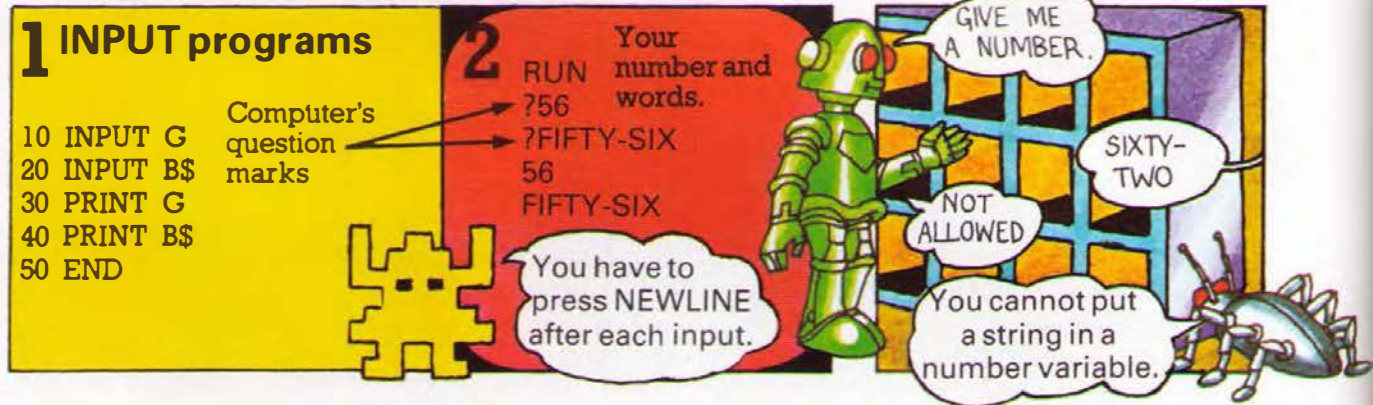 1 INPUT programs
10 INPUT G
20 INPUT B$
30 PRINT G
40 PRINT B$
50 END
Computer's
question
marks
2
Your
number and
words.
RUN
?56
?FIFTY-SIX
56
FIFTY-SIX
You have to
press NEWLINE
after each input.
GIVE ME
A NUMBER.
SIXTY-
TWO
NOT
ALLOWED
You cannot put
a string in a
number variable.